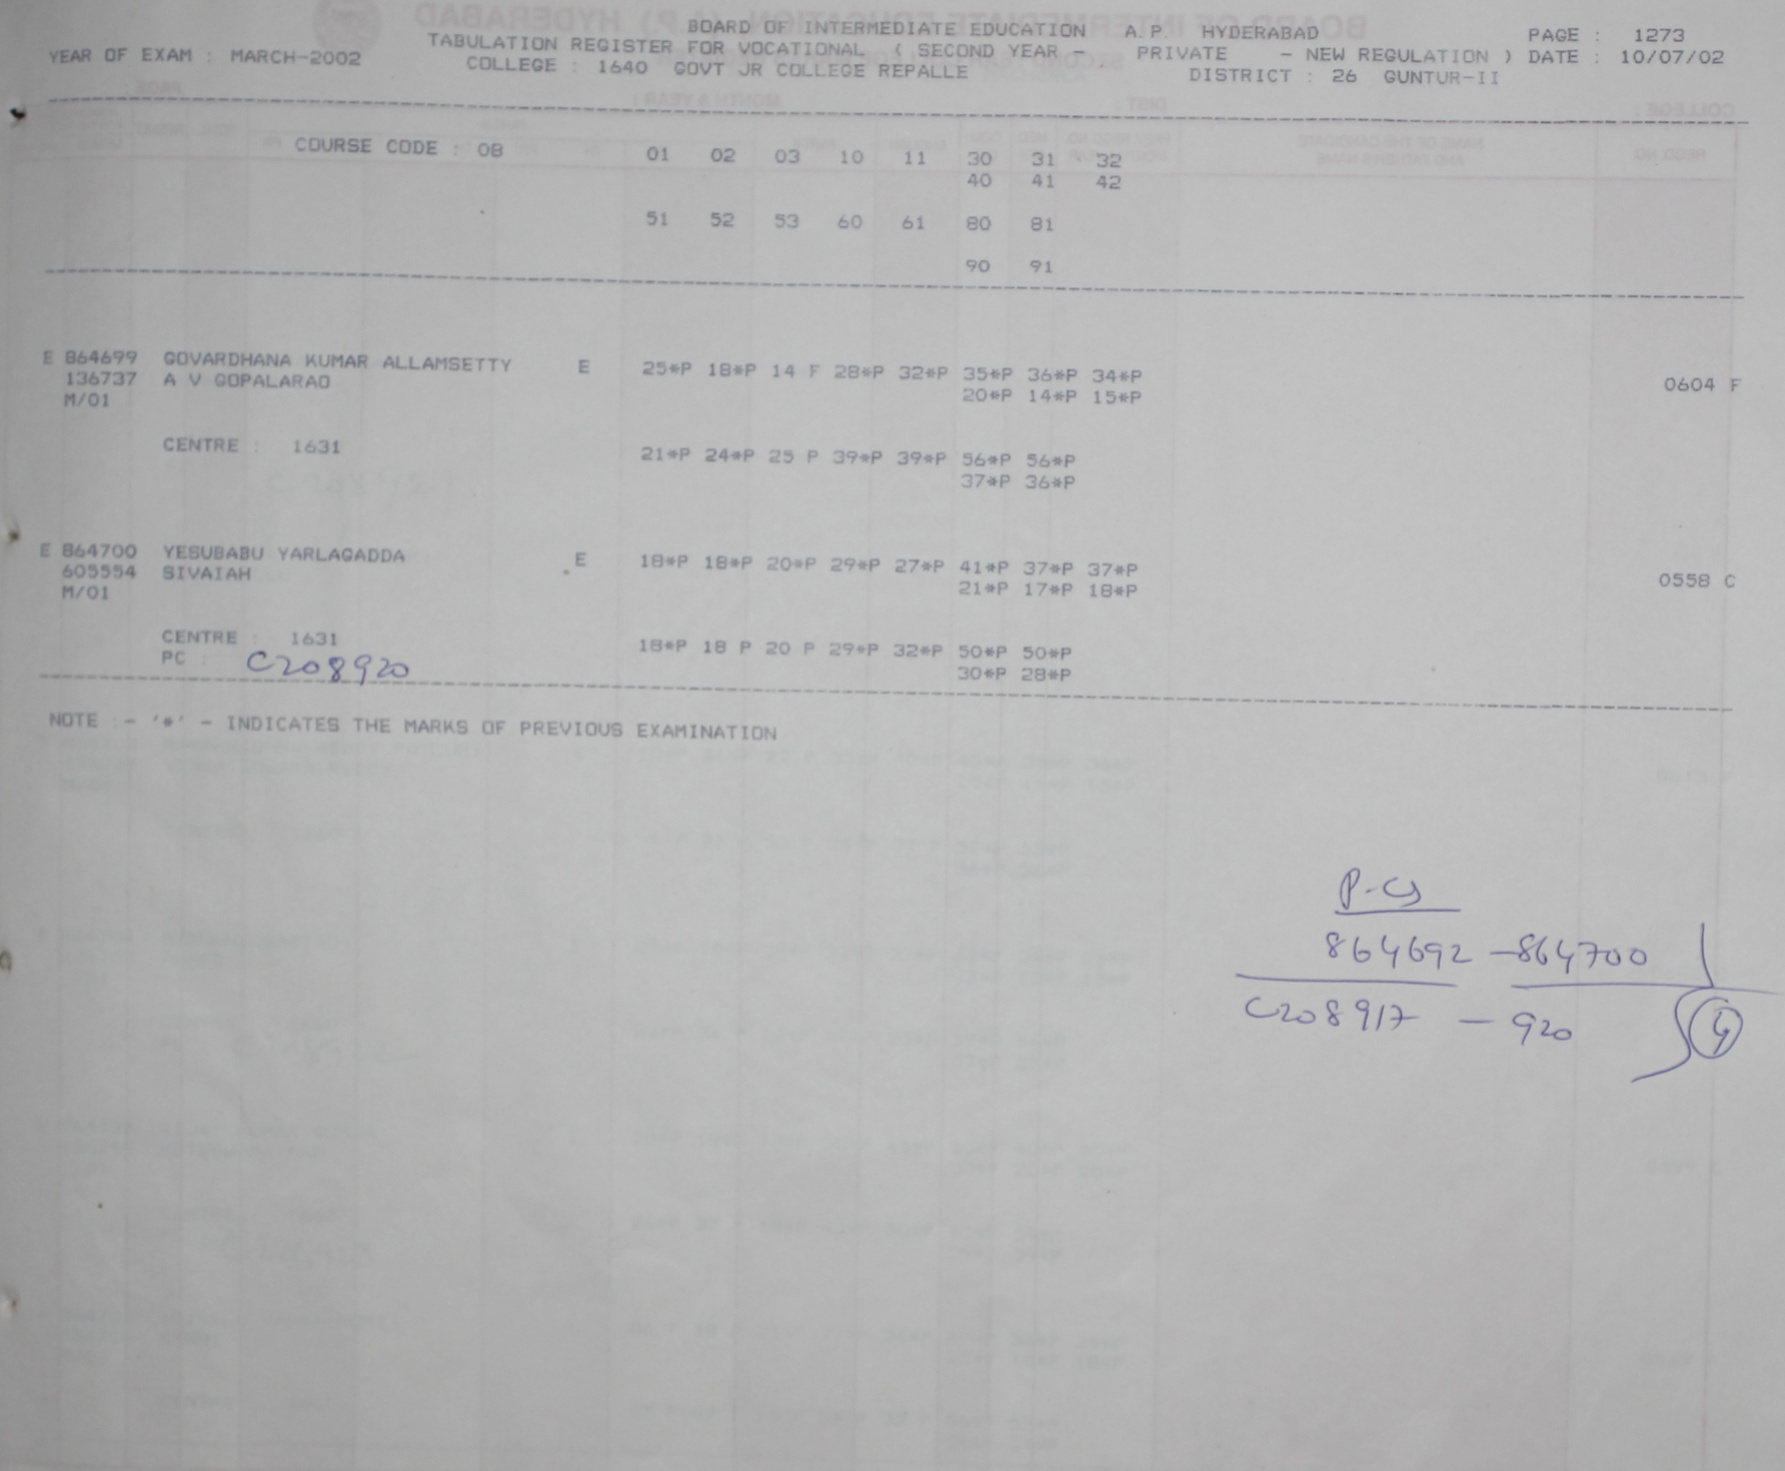 BOARD OF INTERMEDIATE EDUCATION A.P. HYDERABAD PAGE : 1273
YEAR OF EXAM : MARCH-2002 TABULATION REGISTER FOR VOCATIONAL ( SECOND YEAR - PRIVATE - NEW REGULATION ) DATE : 10/07/02
COLLEGE : 1640 GOVT JR COLLEGE REPALLE DISTRICT : 26 GUNTUR-II
COURSE CODE : 08 01 02 03 10 11 30 31 32
40 41 42
51 52 53 60 61 80 81
90 91
E 864699 GOVARDHANA KUMAR ALLAMSETTY E 25*P 18*P 14 F 28*P 32*P 35*P 36*P 34*P
136737 A V GOPALARAO 20*P 14*P 15*P 0604 F
M/01
CENTRE : 1631 21*P 24*P 25 P 39*P 39*P 56*P 56*P
37*P 36*P
E 864700 YESUBABU YARLAGADDA E 18*P 18*P 20*P 29*P 27*P 41*P 37*P 37*P
605554 SIVAIAH 21*P 17*P 18*P 0558 C
M/01
CENTRE : 1631 18*P 18 P 20 P 29*P 32*P 50*P 50*P
PC : C208920 30*P 28*P
NOTE :- '*' - INDICATES THE MARKS OF PREVIOUS EXAMINATION
P-Cs
864692 - 864700
C208917 - 920 4